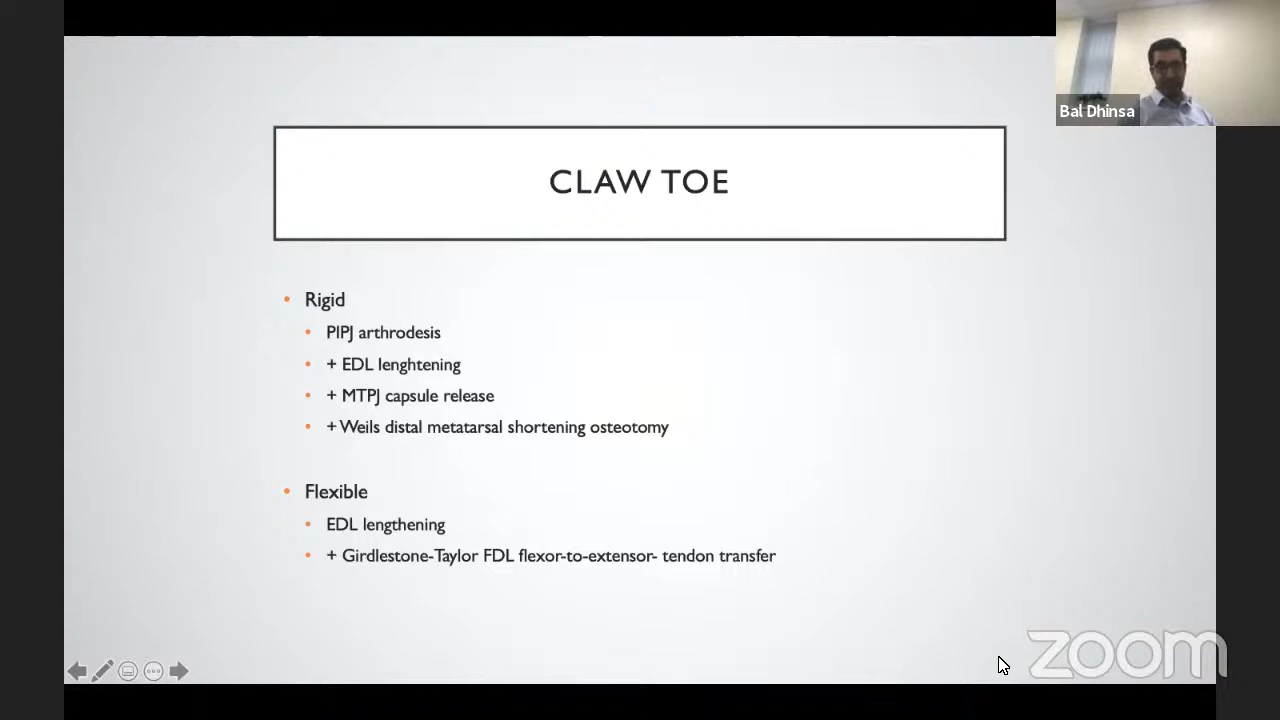 Bal Dhinsa
CLAW TOE
• Rigid
• PIPJ arthrodesis
• + EDL lenghtening
• + MTPJ capsule release
• + Weils distal metatarsal shortening osteotomy
• Flexible
• EDL lengthening
• + Girdlestone-Taylor FDL flexor-to-extensor- tendon transfer
zoom